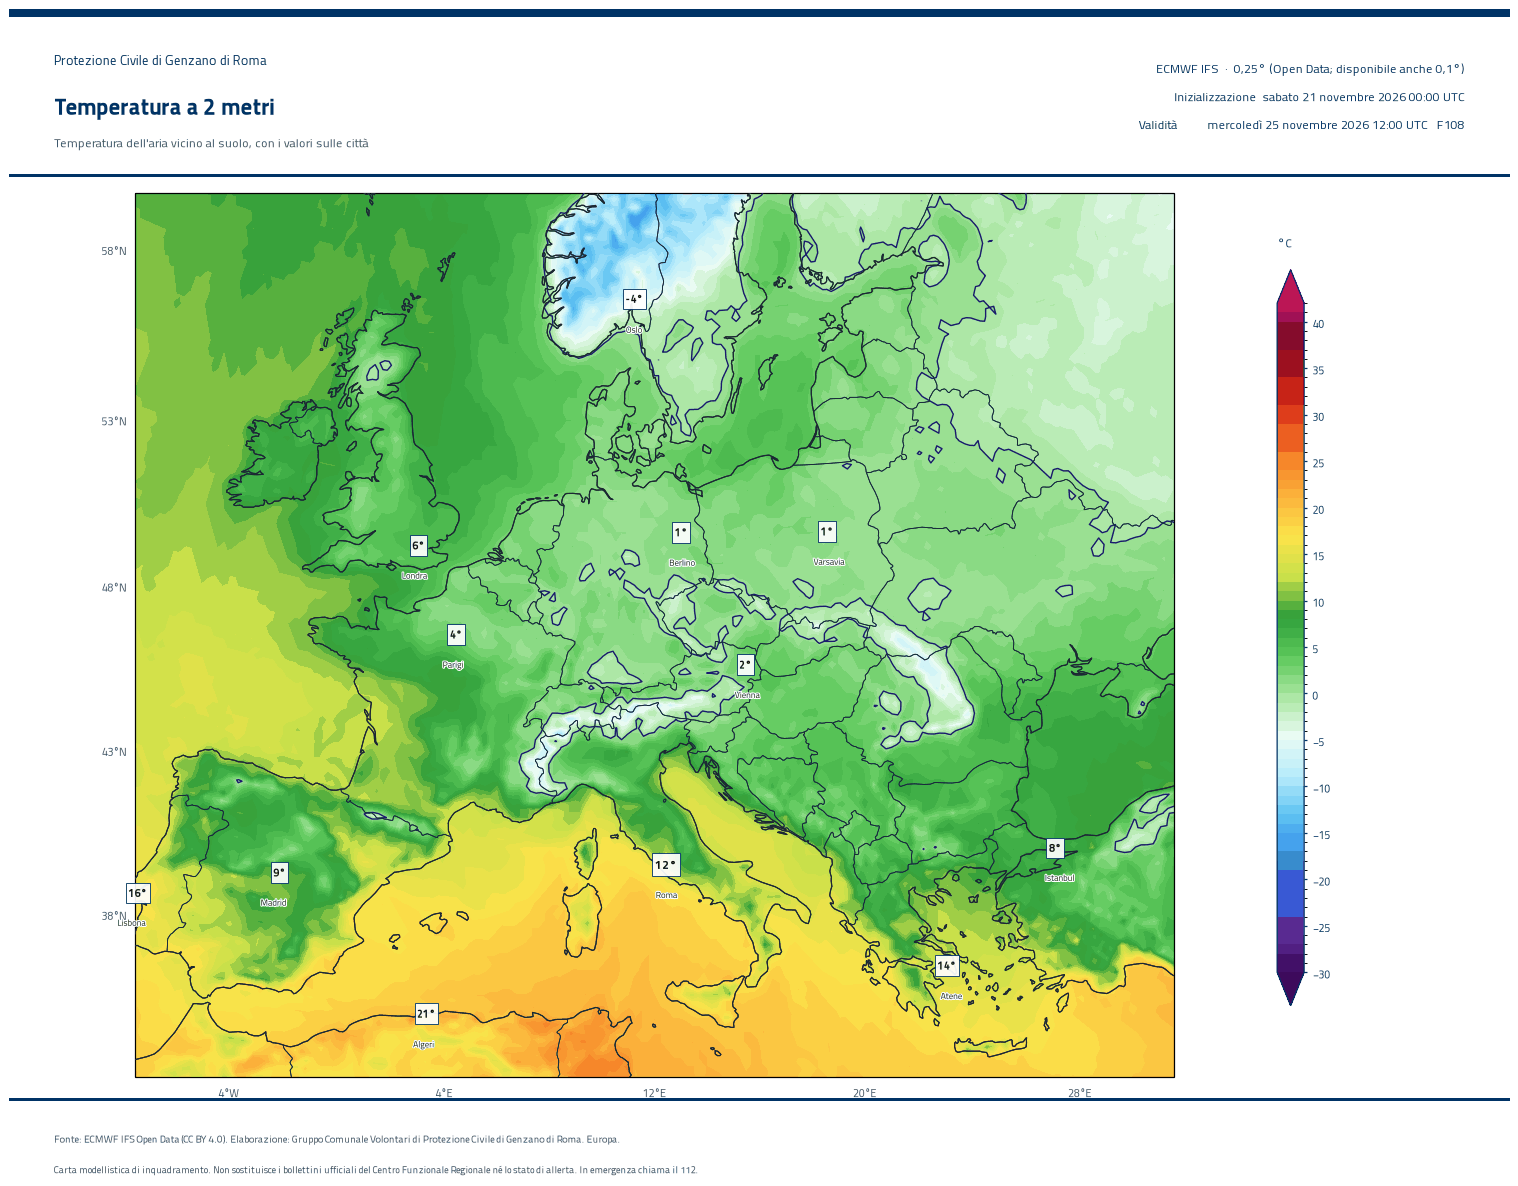 Protezione Civile di Genzano di Roma
Temperatura a 2 metri
Temperatura dell'aria vicino al suolo, con i valori sulle città
ECMWF IFS · 0,25° (Open Data; disponibile anche 0,1°)
Inizializzazione sabato 21 novembre 2026 00:00 UTC
Validità mercoledì 25 novembre 2026 12:00 UTC F108
58°N
53°N
48°N
43°N
38°N
-4°
Oslo
6°
Londra
1°
Berlino
1°
Varsavia
4°
Parigi
2°
Vienna
9°
Madrid
16°
Lisbona
12°
Roma
8°
Istanbul
14°
Atene
21°
Algeri
4°W
4°E
12°E
20°E
28°E
°C
40
35
30
25
20
15
10
5
0
−5
−10
−15
−20
−25
−30
Fonte: ECMWF IFS Open Data (CC BY 4.0). Elaborazione: Gruppo Comunale Volontari di Protezione Civile di Genzano di Roma. Europa.
Carta modellistica di inquadramento. Non sostituisce i bollettini ufficiali del Centro Funzionale Regionale né lo stato di allerta. In emergenza chiama il 112.